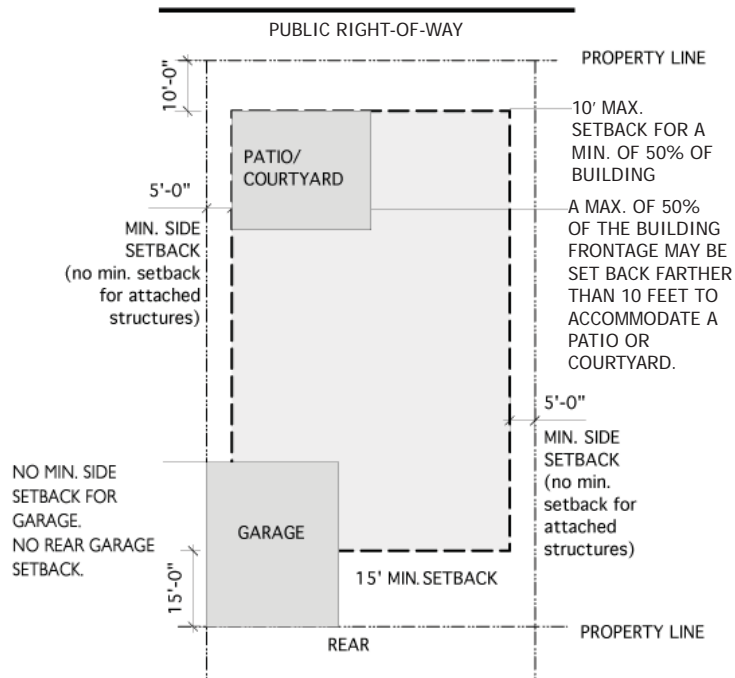 PUBLIC RIGHT-OF-WAY
PROPERTY LINE
10'-0"
10' MAX.
SETBACK FOR A
MIN. OF 50% OF
BUILDING
PATIO/
COURTYARD
5'-0"
MIN. SIDE
SETBACK
(no min. setback
for attached
structures)
A MAX. OF 50%
OF THE BUILDING
FRONTAGE MAY BE
SET BACK FARTHER
THAN 10 FEET TO
ACCOMMODATE A
PATIO OR
COURTYARD.
5'-0"
MIN. SIDE
SETBACK
(no min.
setback for
attached
structures)
NO MIN. SIDE
SETBACK FOR
GARAGE.
NO REAR GARAGE
SETBACK.
GARAGE
15'-0"
15' MIN. SETBACK
PROPERTY LINE
REAR